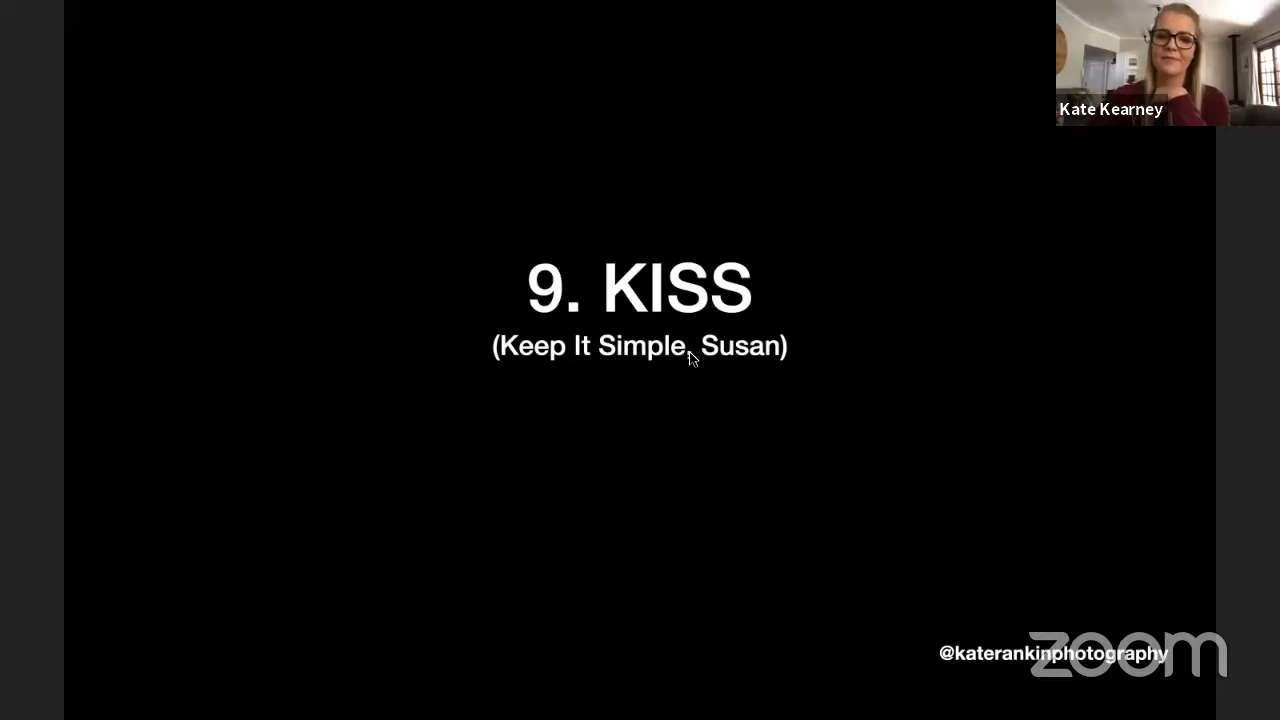 Kate Kearney
9. KISS
(Keep It Simple, Susan)
@katerankinphotography
zoom